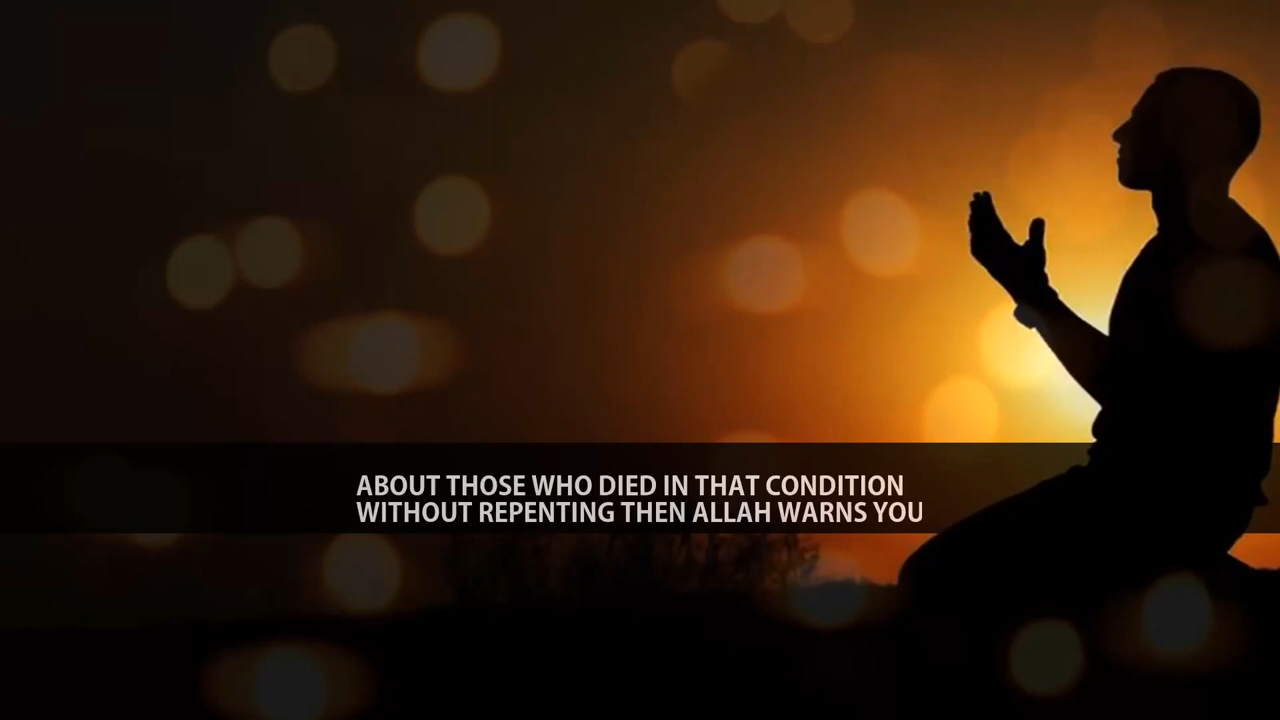 ABOUT THOSE WHO DIED IN THAT CONDITION
WITHOUT REPENTING THEN ALLAH WARNS YOU